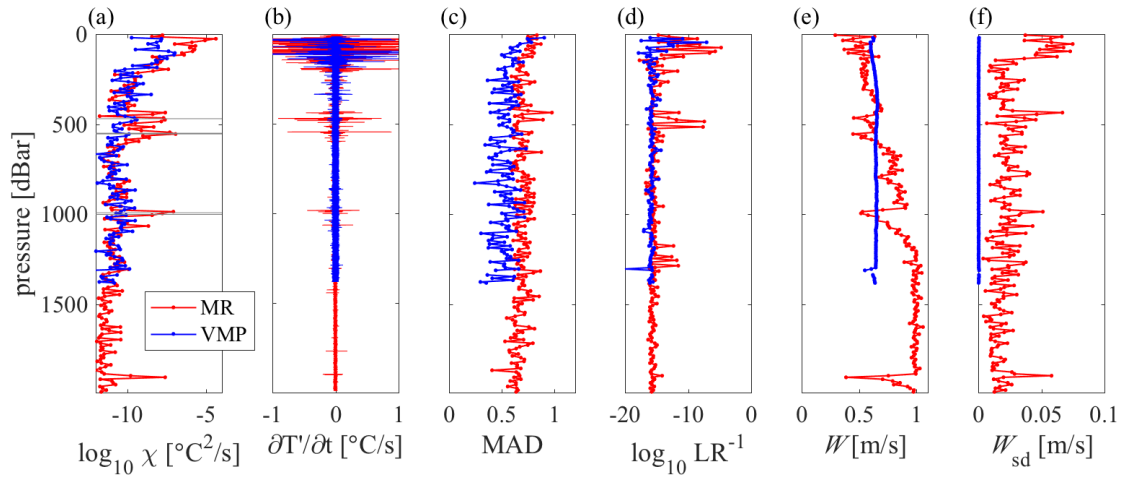 (a) (b) (c) (d) (e) (f)
0
500
1000
1500
pressure [dBar]
MR
VMP
-10 -5 -1 0 1 0 0.5 1 -20 -10 0 0 0.5 1 0 0.05 0.1
log₁₀ χ [°C²/s] ∂T'/∂t [°C/s] MAD log₁₀ LR⁻¹ W [m/s] W_sd [m/s]